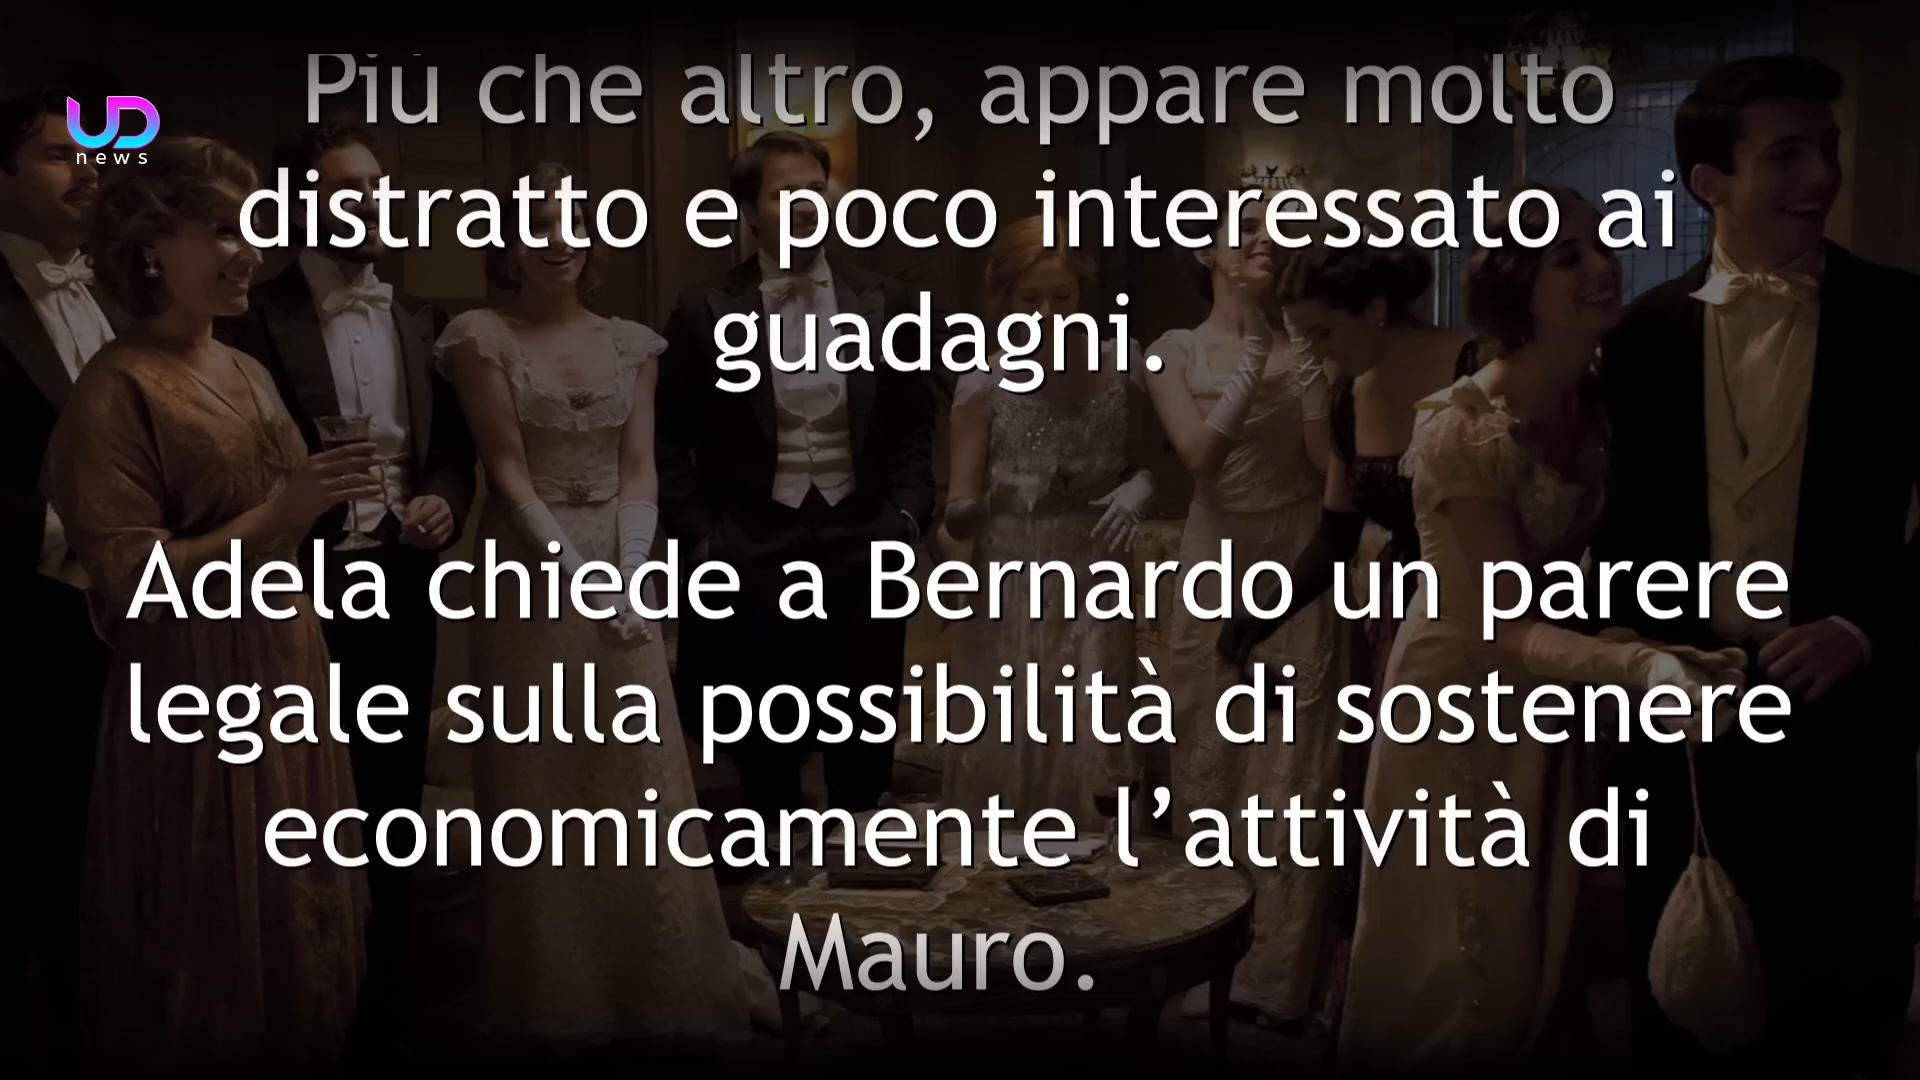 Più che altro, appare molto
UD
news
distratto e poco interessato ai
guadagni.
Adela chiede a Bernardo un parere
legale sulla possibilità di sostenere
economicamente l’attività di
Mauro.